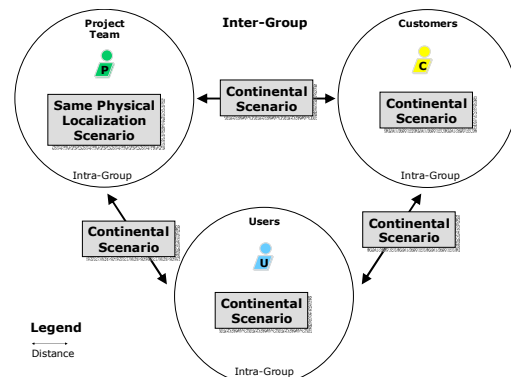 Project
Team
P
Same Physical
Localization
Scenario
Intra-Group
Inter-Group
Continental
Scenario
Customers
C
Continental
Scenario
Intra-Group
Continental
Scenario
Continental
Scenario
Users
U
Continental
Scenario
Intra-Group
Legend
Distance